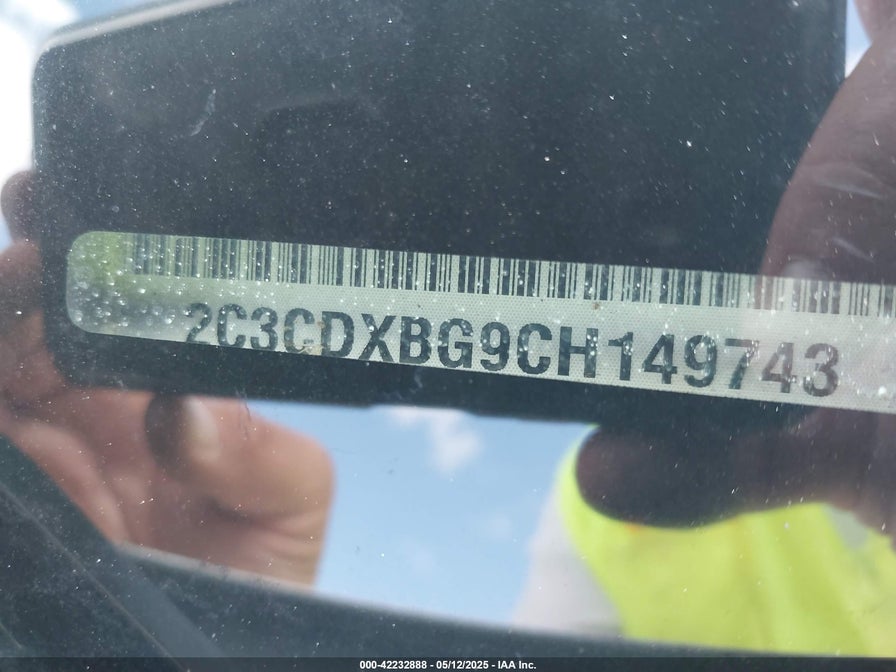 2C3CDXBG9CH149743
000-42232888 - 05/12/2025 - IAA Inc.